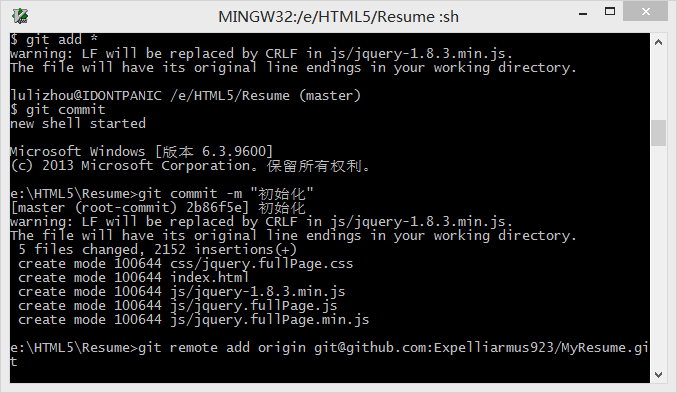 MINGW32:/e/HTML5/Resume :sh
$ git add *
warning: LF will be replaced by CRLF in js/jquery-1.8.3.min.js.
The file will have its original line endings in your working directory.
lulizhou@IDONTPANIC /e/HTML5/Resume (master)
$ git commit
new shell started
Microsoft Windows [版本 6.3.9600]
(c) 2013 Microsoft Corporation。保留所有权利。
e:\HTML5\Resume>git commit -m "初始化"
[master (root-commit) 2b86f5e] 初始化
warning: LF will be replaced by CRLF in js/jquery-1.8.3.min.js.
The file will have its original line endings in your working directory.
 5 files changed, 2152 insertions(+)
 create mode 100644 css/jquery.fullPage.css
 create mode 100644 index.html
 create mode 100644 js/jquery-1.8.3.min.js
 create mode 100644 js/jquery.fullPage.js
 create mode 100644 js/jquery.fullPage.min.js
e:\HTML5\Resume>git remote add origin git@github.com:Expelliarmus923/MyResume.gi
t